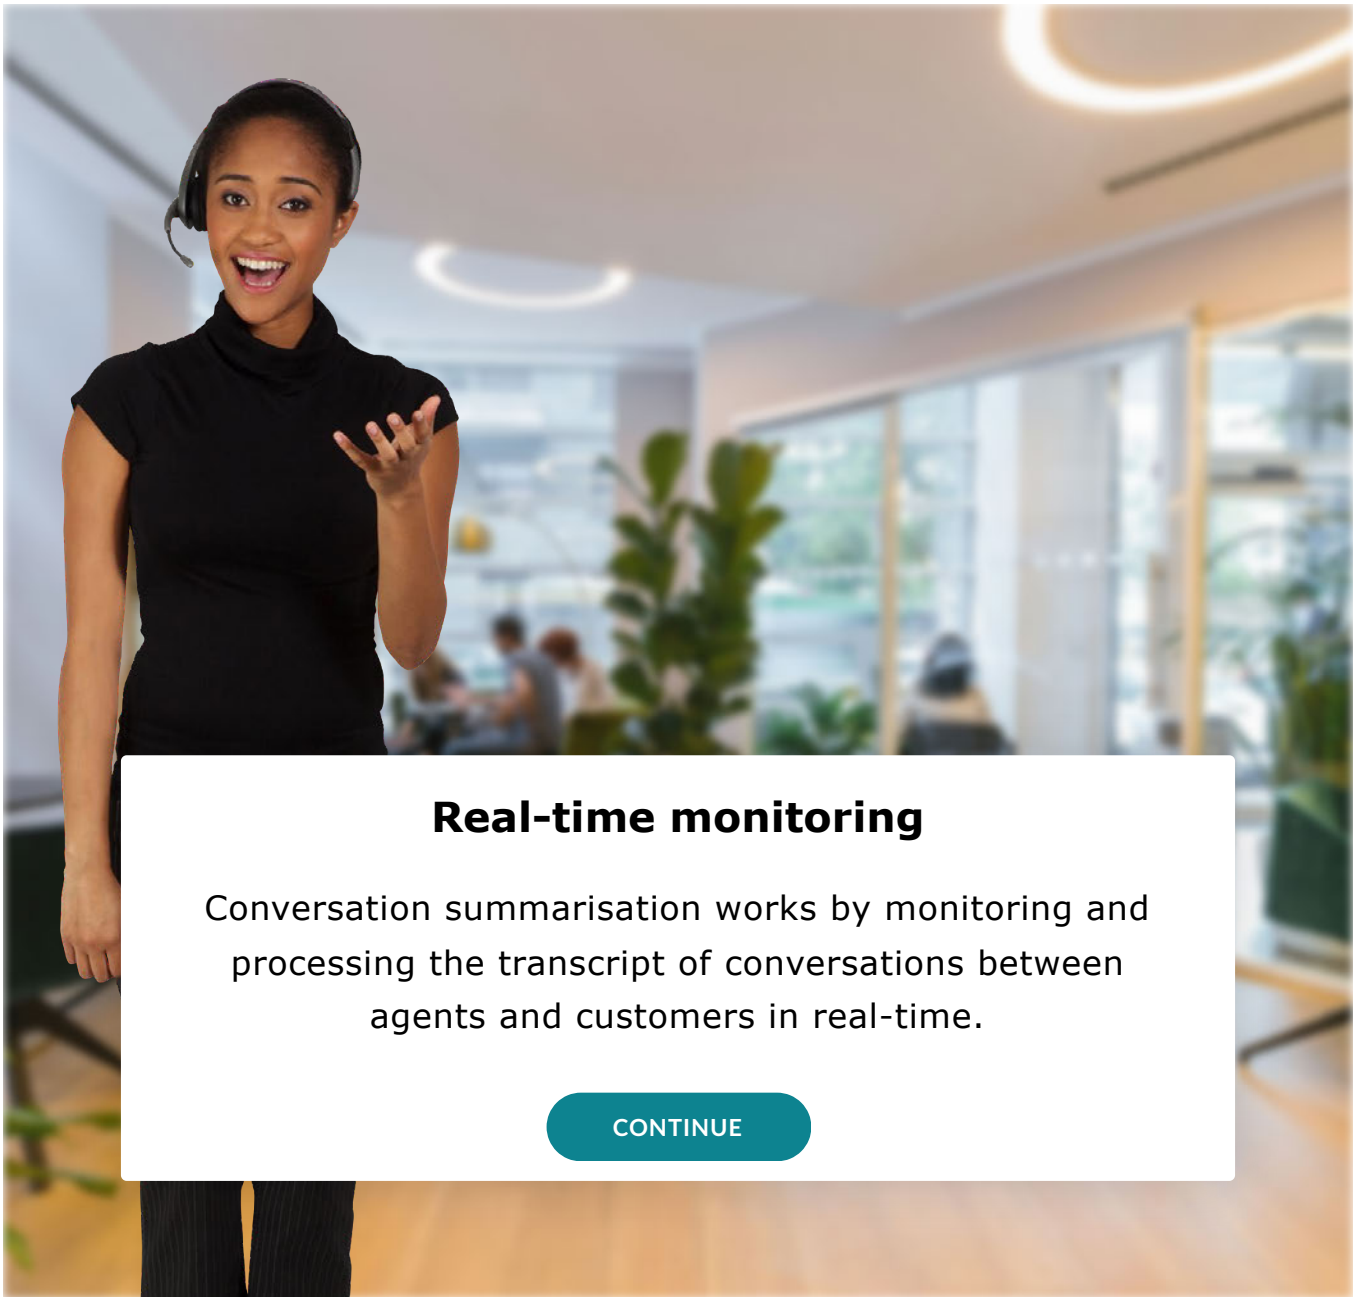 Real-time monitoring
Conversation summarisation works by monitoring and
processing the transcript of conversations between
agents and customers in real-time.
CONTINUE